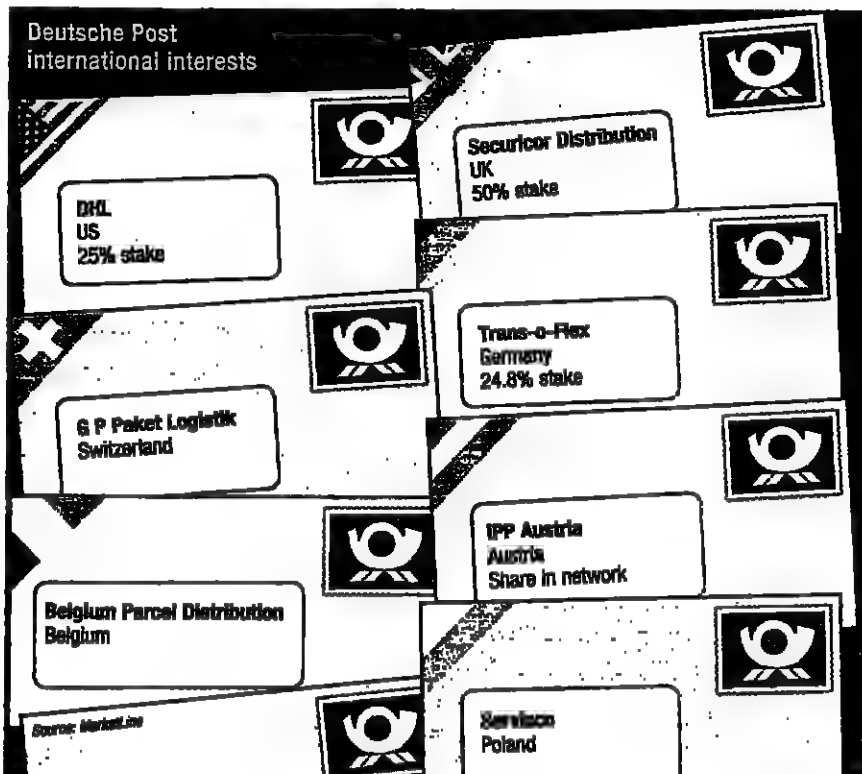 Deutsche Post
international interests
DHL
US
25% stake
Securicor Distribution
UK
50% stake
G P Paket Logistik
Switzerland
Trans-o-Flex
Germany
24.8% stake
Belgium Parcel Distribution
Belgium
IPP Austria
Austria
Share in network
Servisco
Poland
Source: MarketLine